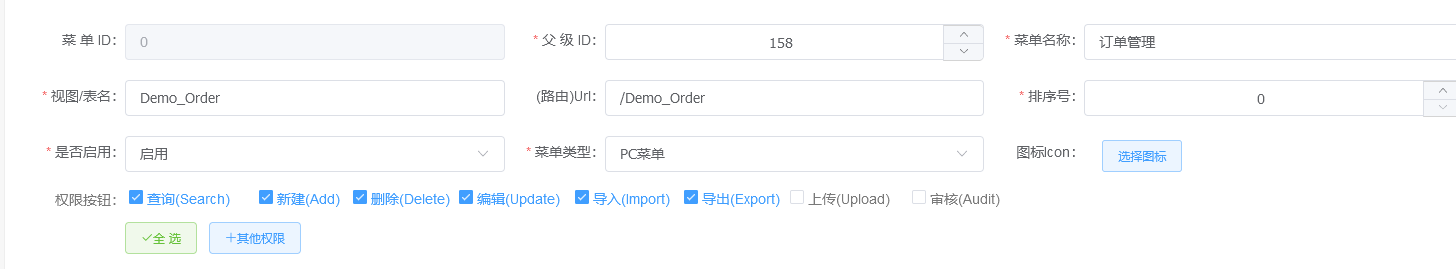 菜 单 ID: 0 * 父 级 ID: 158 * 菜单名称: 订单管理
* 视图/表名: Demo_Order (路由)Url: /Demo_Order * 排序号: 0
* 是否启用: 启用 * 菜单类型: PC菜单 图标Icon: 选择图标
权限按钮: 查询(Search) 新建(Add) 删除(Delete) 编辑(Update) 导入(Import) 导出(Export) 上传(Upload) 审核(Audit)
全 选 +其他权限